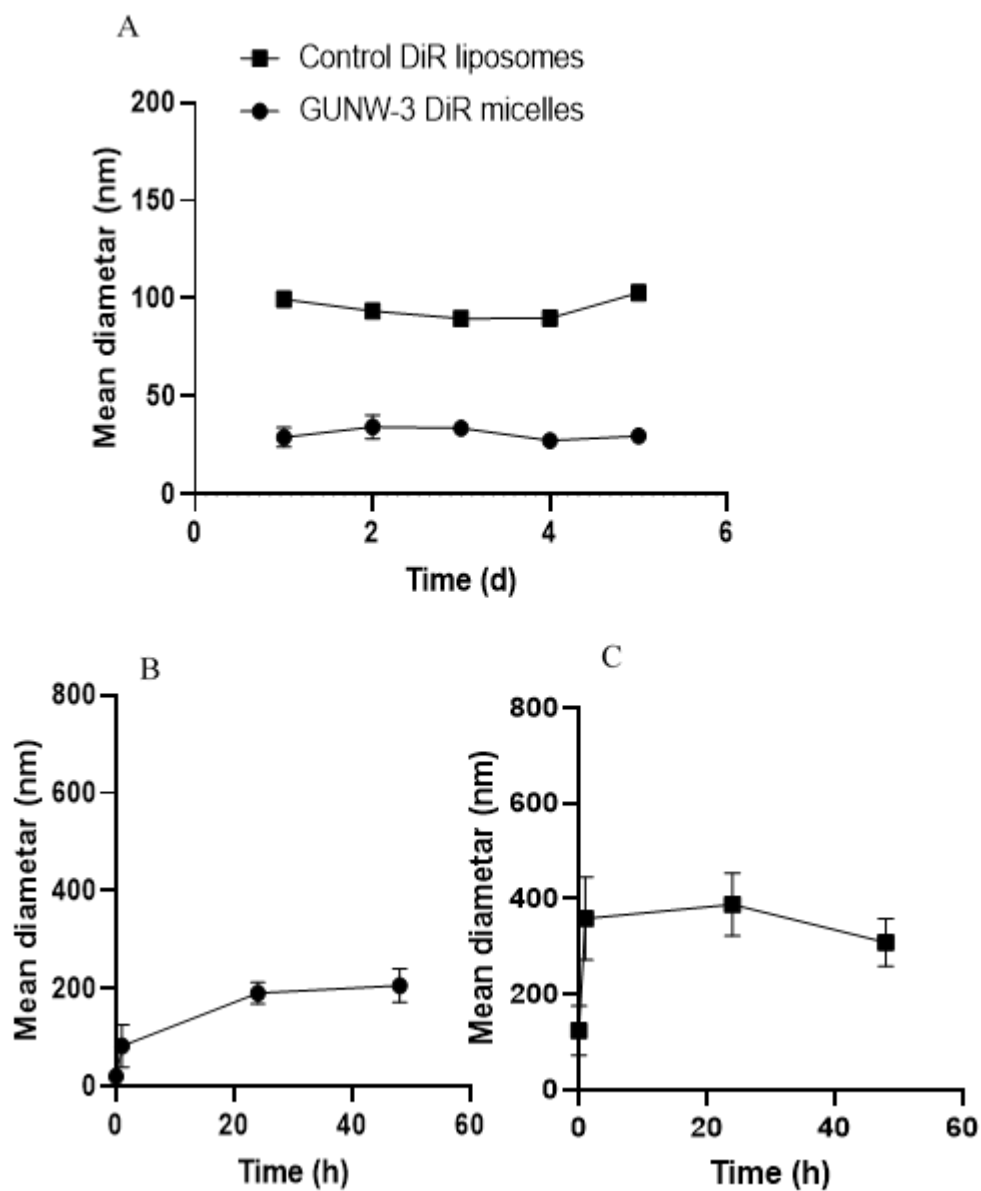 A
Control DiR liposomes
GUNW-3 DiR micelles
Mean diametar (nm)
200
150
100
50
0
0 2 4 6
Time (d)
B
Mean diametar (nm)
800
600
400
200
0
0 20 40 60
Time (h)
C
Mean diametar (nm)
800
600
400
200
0
0 20 40 60
Time (h)